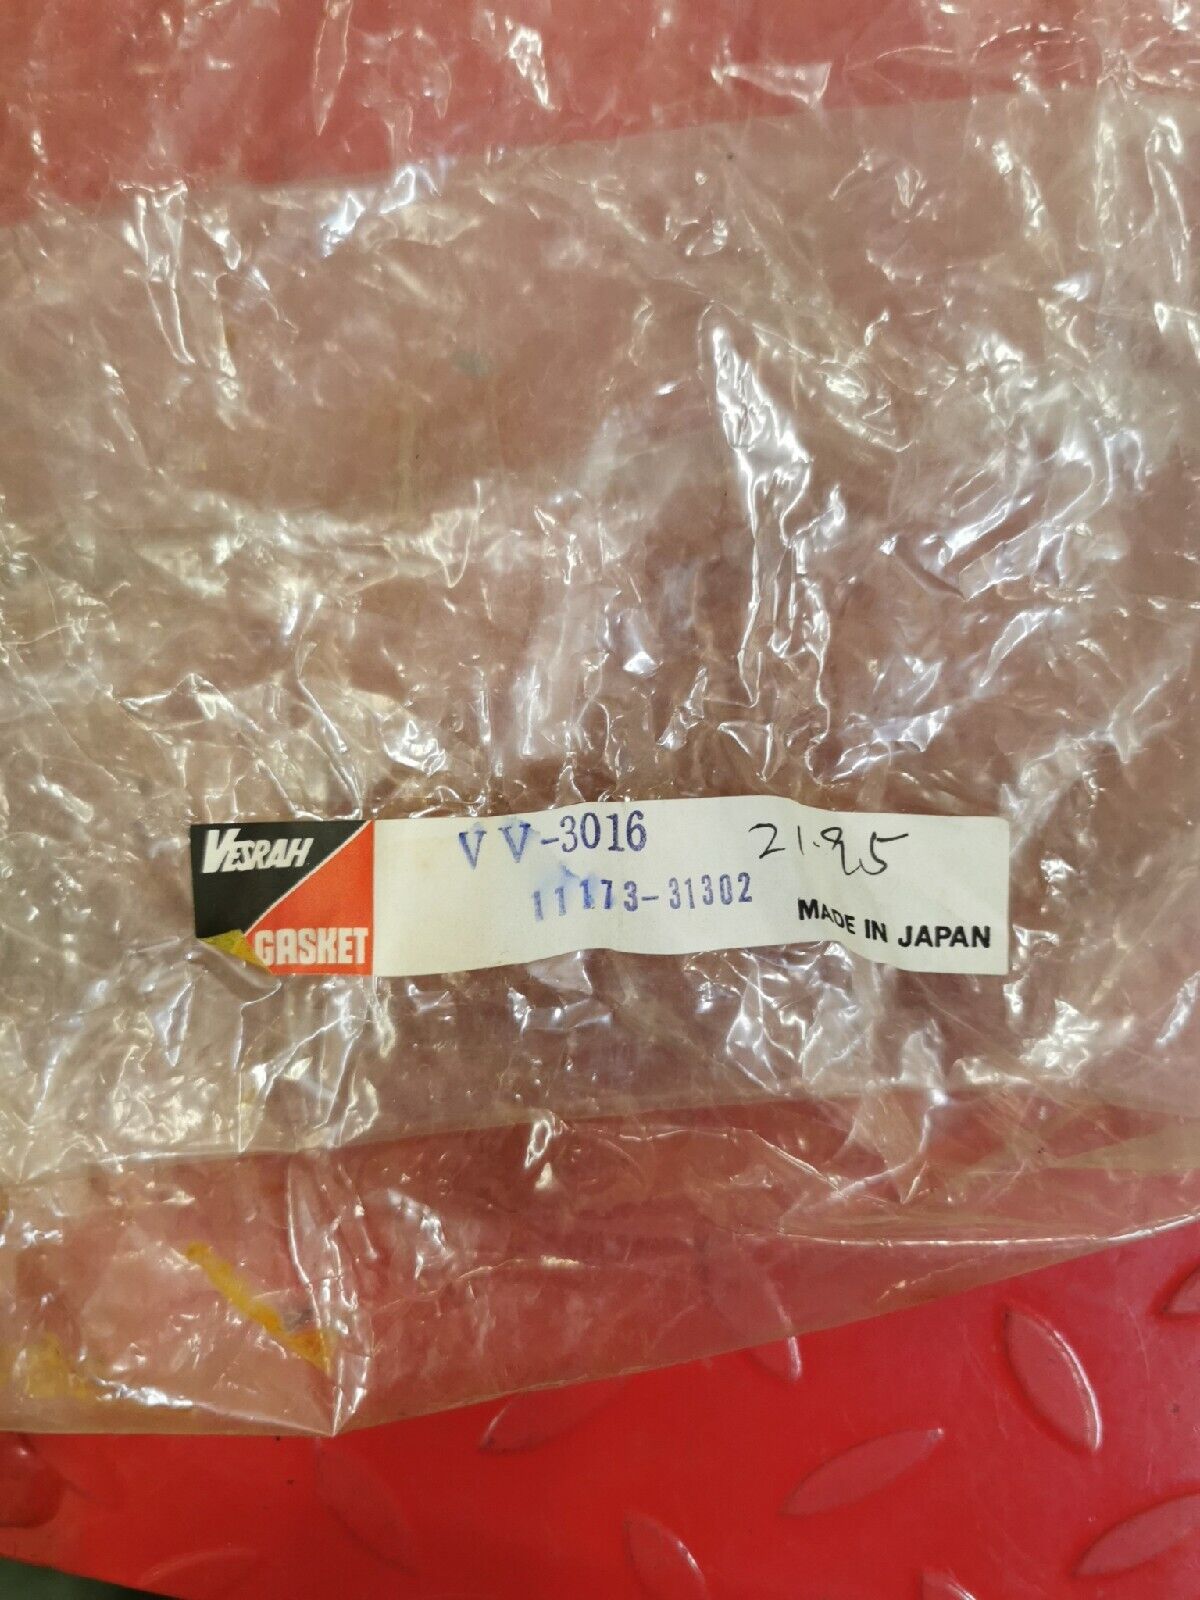 VESRAH
GASKET
VV-3016
11173-31302
21.95
MADE IN JAPAN